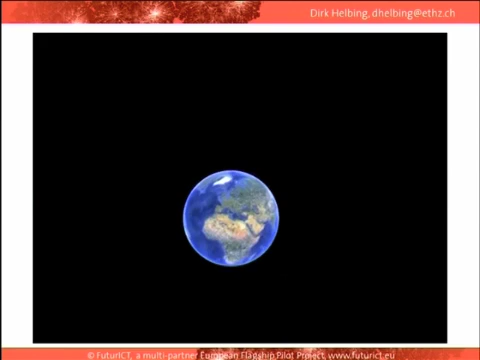 Dirk Helbing, dhelbing@ethz.ch
© FuturICT, a multi-partner European Flagship Pilot Project, www.futurict.eu